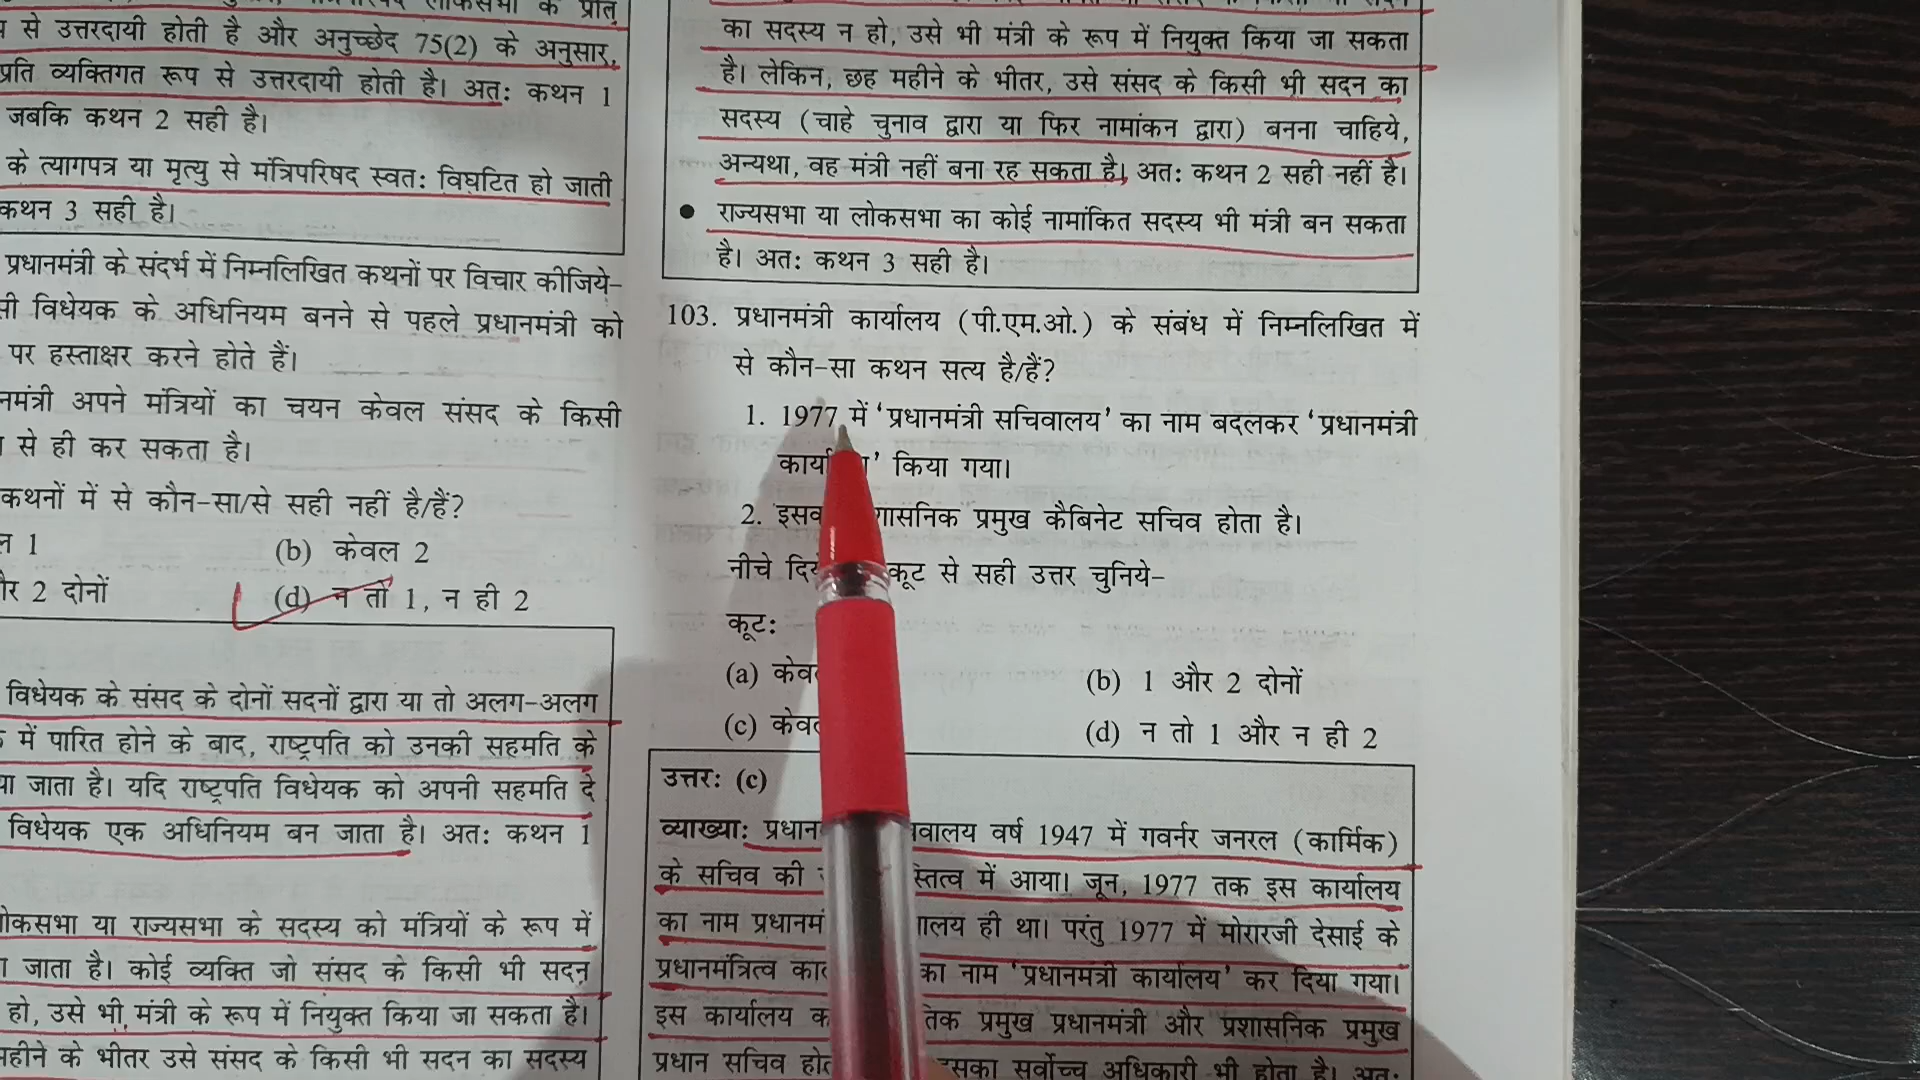 लोकसभा के प्रति
से उत्तरदायी होती है और अनुच्छेद 75(2) के अनुसार,
प्रति व्यक्तिगत रूप से उत्तरदायी होती है। अतः कथन 1
जबकि कथन 2 सही है।
के त्यागपत्र या मृत्यु से मंत्रिपरिषद स्वतः विघटित हो जाती
कथन 3 सही है।
प्रधानमंत्री के संदर्भ में निम्नलिखित कथनों पर विचार कीजिये–
विधेयक के अधिनियम बनने से पहले प्रधानमंत्री को
पर हस्ताक्षर करने होते हैं।
अपने मंत्रियों का चयन केवल संसद के किसी
से ही कर सकता है।
कथनों में से कौन-सा/से सही नहीं है/हैं?
1 (b) केवल 2
2 दोनों (d) न तो 1, न ही 2
विधेयक के संसद के दोनों सदनों द्वारा या तो अलग-अलग
में पारित होने के बाद, राष्ट्रपति को उनकी सहमति के
जाता है। यदि राष्ट्रपति विधेयक को अपनी सहमति दे
विधेयक एक अधिनियम बन जाता है। अतः कथन 1
या राज्यसभा के सदस्य को मंत्रियों के रूप में
जाता है। कोई व्यक्ति जो संसद के किसी भी सदन
हो, उसे भी मंत्री के रूप में नियुक्त किया जा सकता है।
के भीतर उसे संसद के किसी भी सदन का सदस्य
का सदस्य न हो, उसे भी मंत्री के रूप में नियुक्त किया जा सकता
है। लेकिन, छह महीने के भीतर, उसे संसद के किसी भी सदन का
सदस्य (चाहे चुनाव द्वारा या फिर नामांकन द्वारा) बनना चाहिये,
अन्यथा, वह मंत्री नहीं बना रह सकता है। अतः कथन 2 सही नहीं है।
● राज्यसभा या लोकसभा का कोई नामांकित सदस्य भी मंत्री बन सकता
है। अतः कथन 3 सही है।
103. प्रधानमंत्री कार्यालय (पी.एम.ओ.) के संबंध में निम्नलिखित में
से कौन-सा कथन सत्य है/हैं?
1. 1977 में ‘प्रधानमंत्री सचिवालय’ का नाम बदलकर ‘प्रधानमंत्री
किया गया।
2. प्रमुख कैबिनेट सचिव होता है।
नीचे कूट से सही उत्तर चुनिये–
कूटः
(a) (b) 1 और 2 दोनों
(c) (d) न तो 1 और न ही 2
उत्तरः (c)
व्याख्याः वर्ष 1947 में गवर्नर जनरल (कार्मिक)
के सचिव की में आया। जून, 1977 तक इस कार्यालय
का नाम ही था। परंतु 1977 में मोरारजी देसाई के
प्रधानमंत्रित्व का नाम ‘प्रधानमंत्री कार्यालय’ कर दिया गया।
इस कार्यालय प्रमुख प्रधानमंत्री और प्रशासनिक प्रमुख
प्रधान सचिव सर्वोच्च अधिकारी भी होता है। अतः